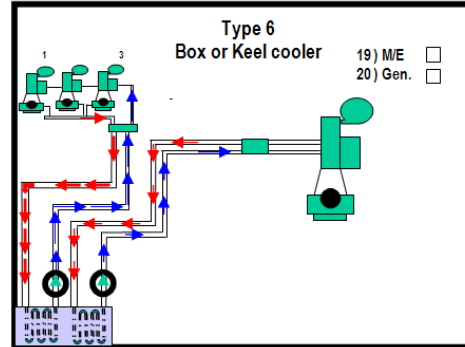 Type 6
Box or Keel cooler
19) M/E
20) Gen.
1
3